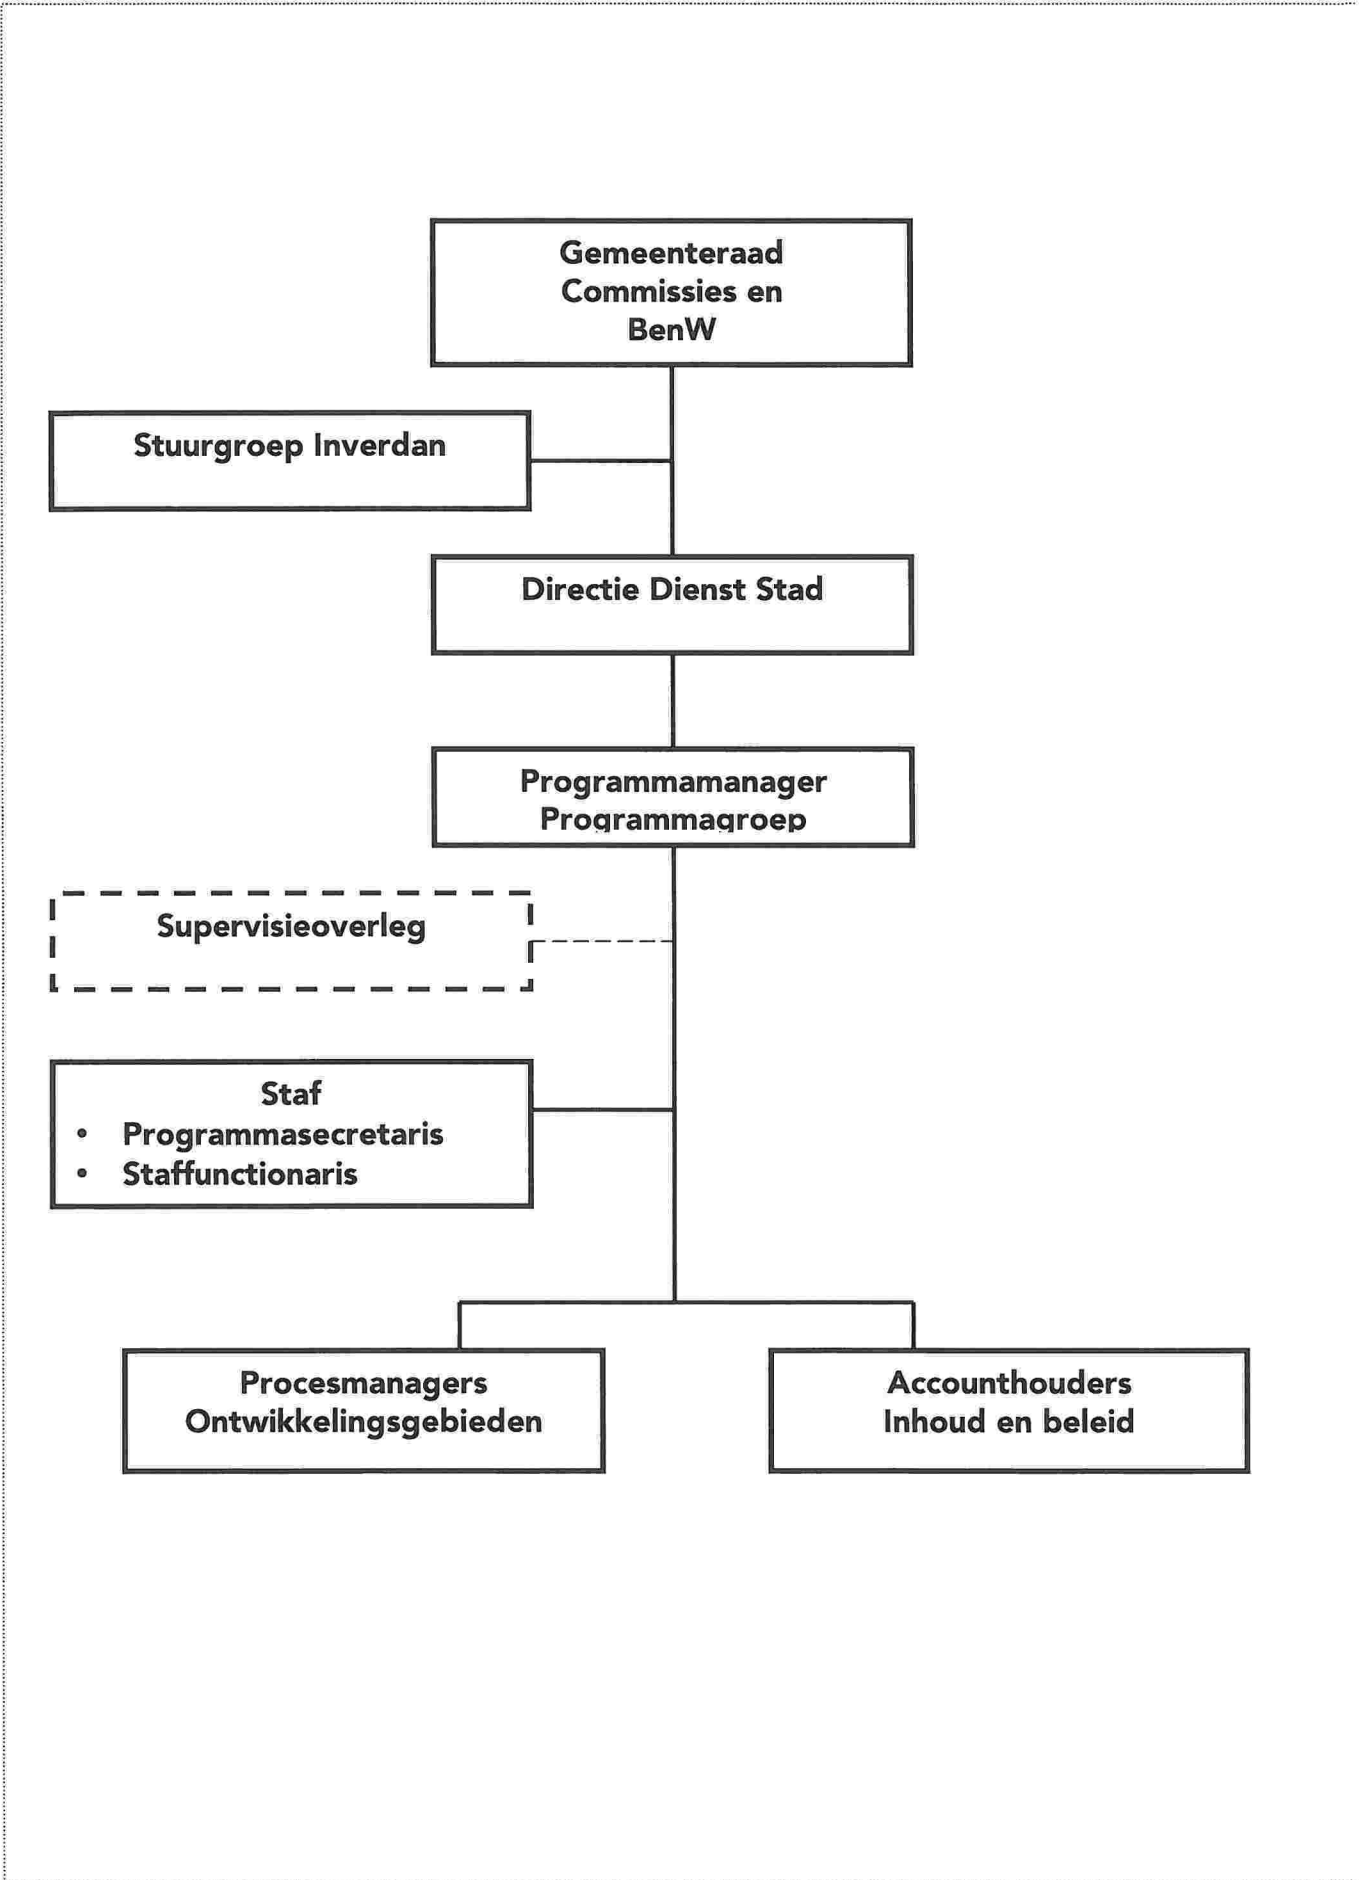 Gemeenteraad
Commissies en
BenW
Stuurgroep Inverdan
Directie Dienst Stad
Programmamanager
Programmagroep
Supervisieoverleg
Staf
• Programmasecretaris
• Staffunctionaris
Procesmanagers
Ontwikkelingsgebieden
Accounthouders
Inhoud en beleid